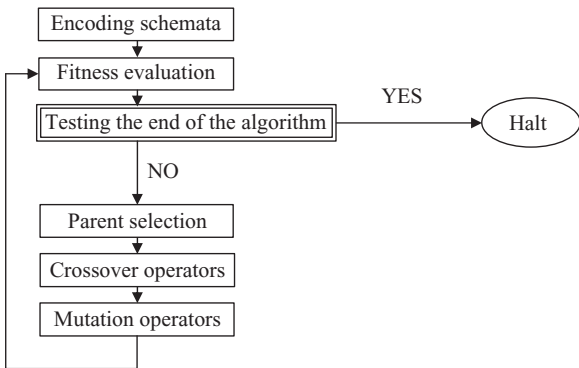 Encoding schemata
Fitness evaluation
Testing the end of the algorithm
YES
Halt
NO
Parent selection
Crossover operators
Mutation operators